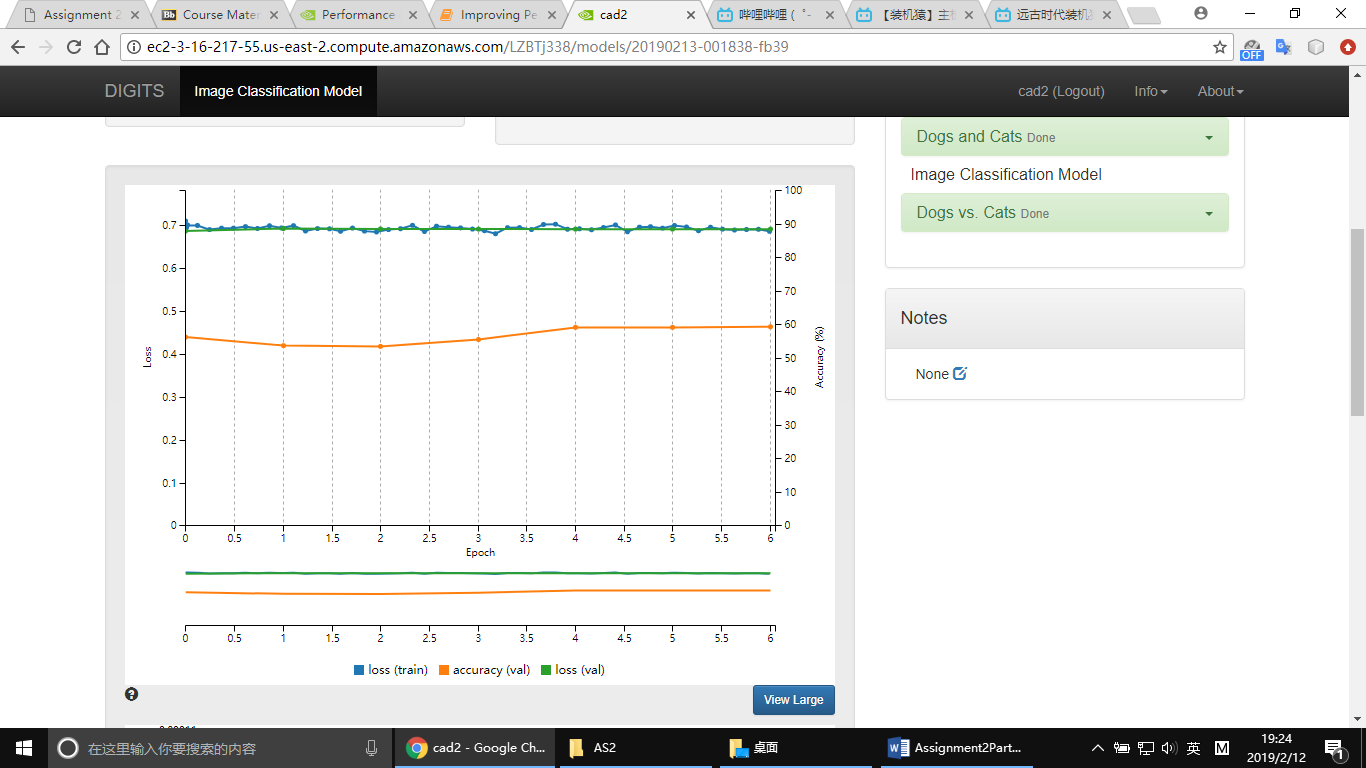 Assignment 2
Course Mater
Performance
Improving Pe
cad2
哔哩哔哩 ( ゜-
【装机猿】主
远古时代装机
ec2-3-16-217-55.us-east-2.compute.amazonaws.com/LZBTj338/models/20190213-001838-fb39
OFF
DIGITS
Image Classification Model
cad2 (Logout)
Info
About
Dogs and Cats Done
Image Classification Model
Dogs vs. Cats Done
Notes
None
Loss
0.7
0.6
0.5
0.4
0.3
0.2
0.1
0
100
90
80
70
60
50
40
30
20
10
0
Accuracy (%)
0 0.5 1 1.5 2 2.5 3 3.5 4 4.5 5 5.5 6
Epoch
0 0.5 1 1.5 2 2.5 3 3.5 4 4.5 5 5.5 6
loss (train) accuracy (val) loss (val)
View Large
在这里输入你要搜索的内容
cad2 - Google Ch...
AS2
桌面
Assignment2Part...
英
M
19:24
2019/2/12
1